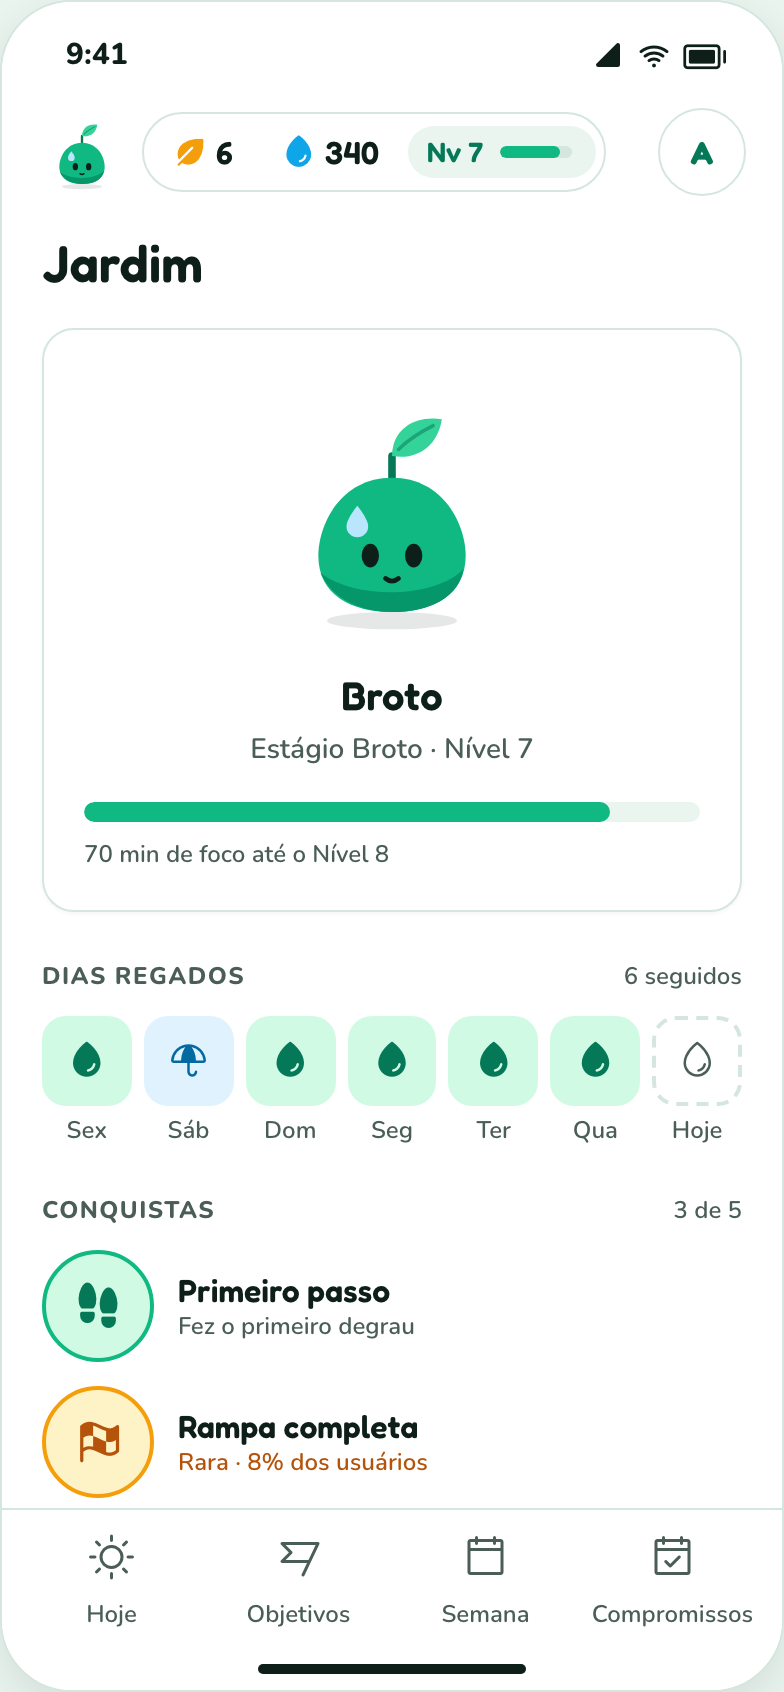 9:41
6 340 Nv 7 A
Jardim
Broto
Estágio Broto · Nível 7
70 min de foco até o Nível 8
DIAS REGADOS 6 seguidos
Sex Sáb Dom Seg Ter Qua Hoje
CONQUISTAS 3 de 5
Primeiro passo
Fez o primeiro degrau
Rampa completa
Rara · 8% dos usuários
Hoje Objetivos Semana Compromissos